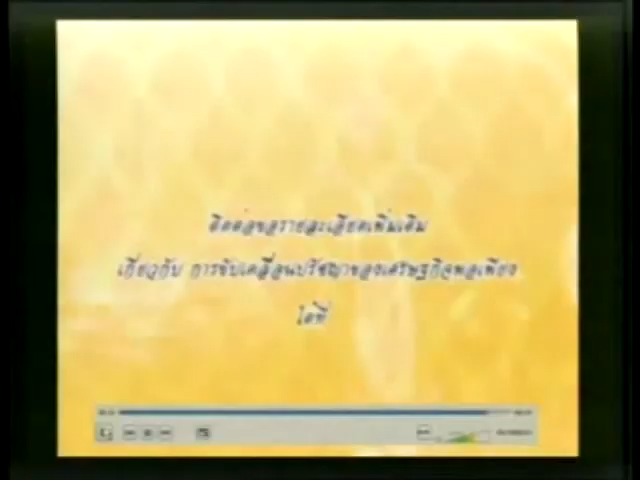 ติดต่อขอรายละเอียดเพิ่มเติม
เกี่ยวกับ การขับเคลื่อนปรัชญาของเศรษฐกิจพอเพียง
ได้ที่